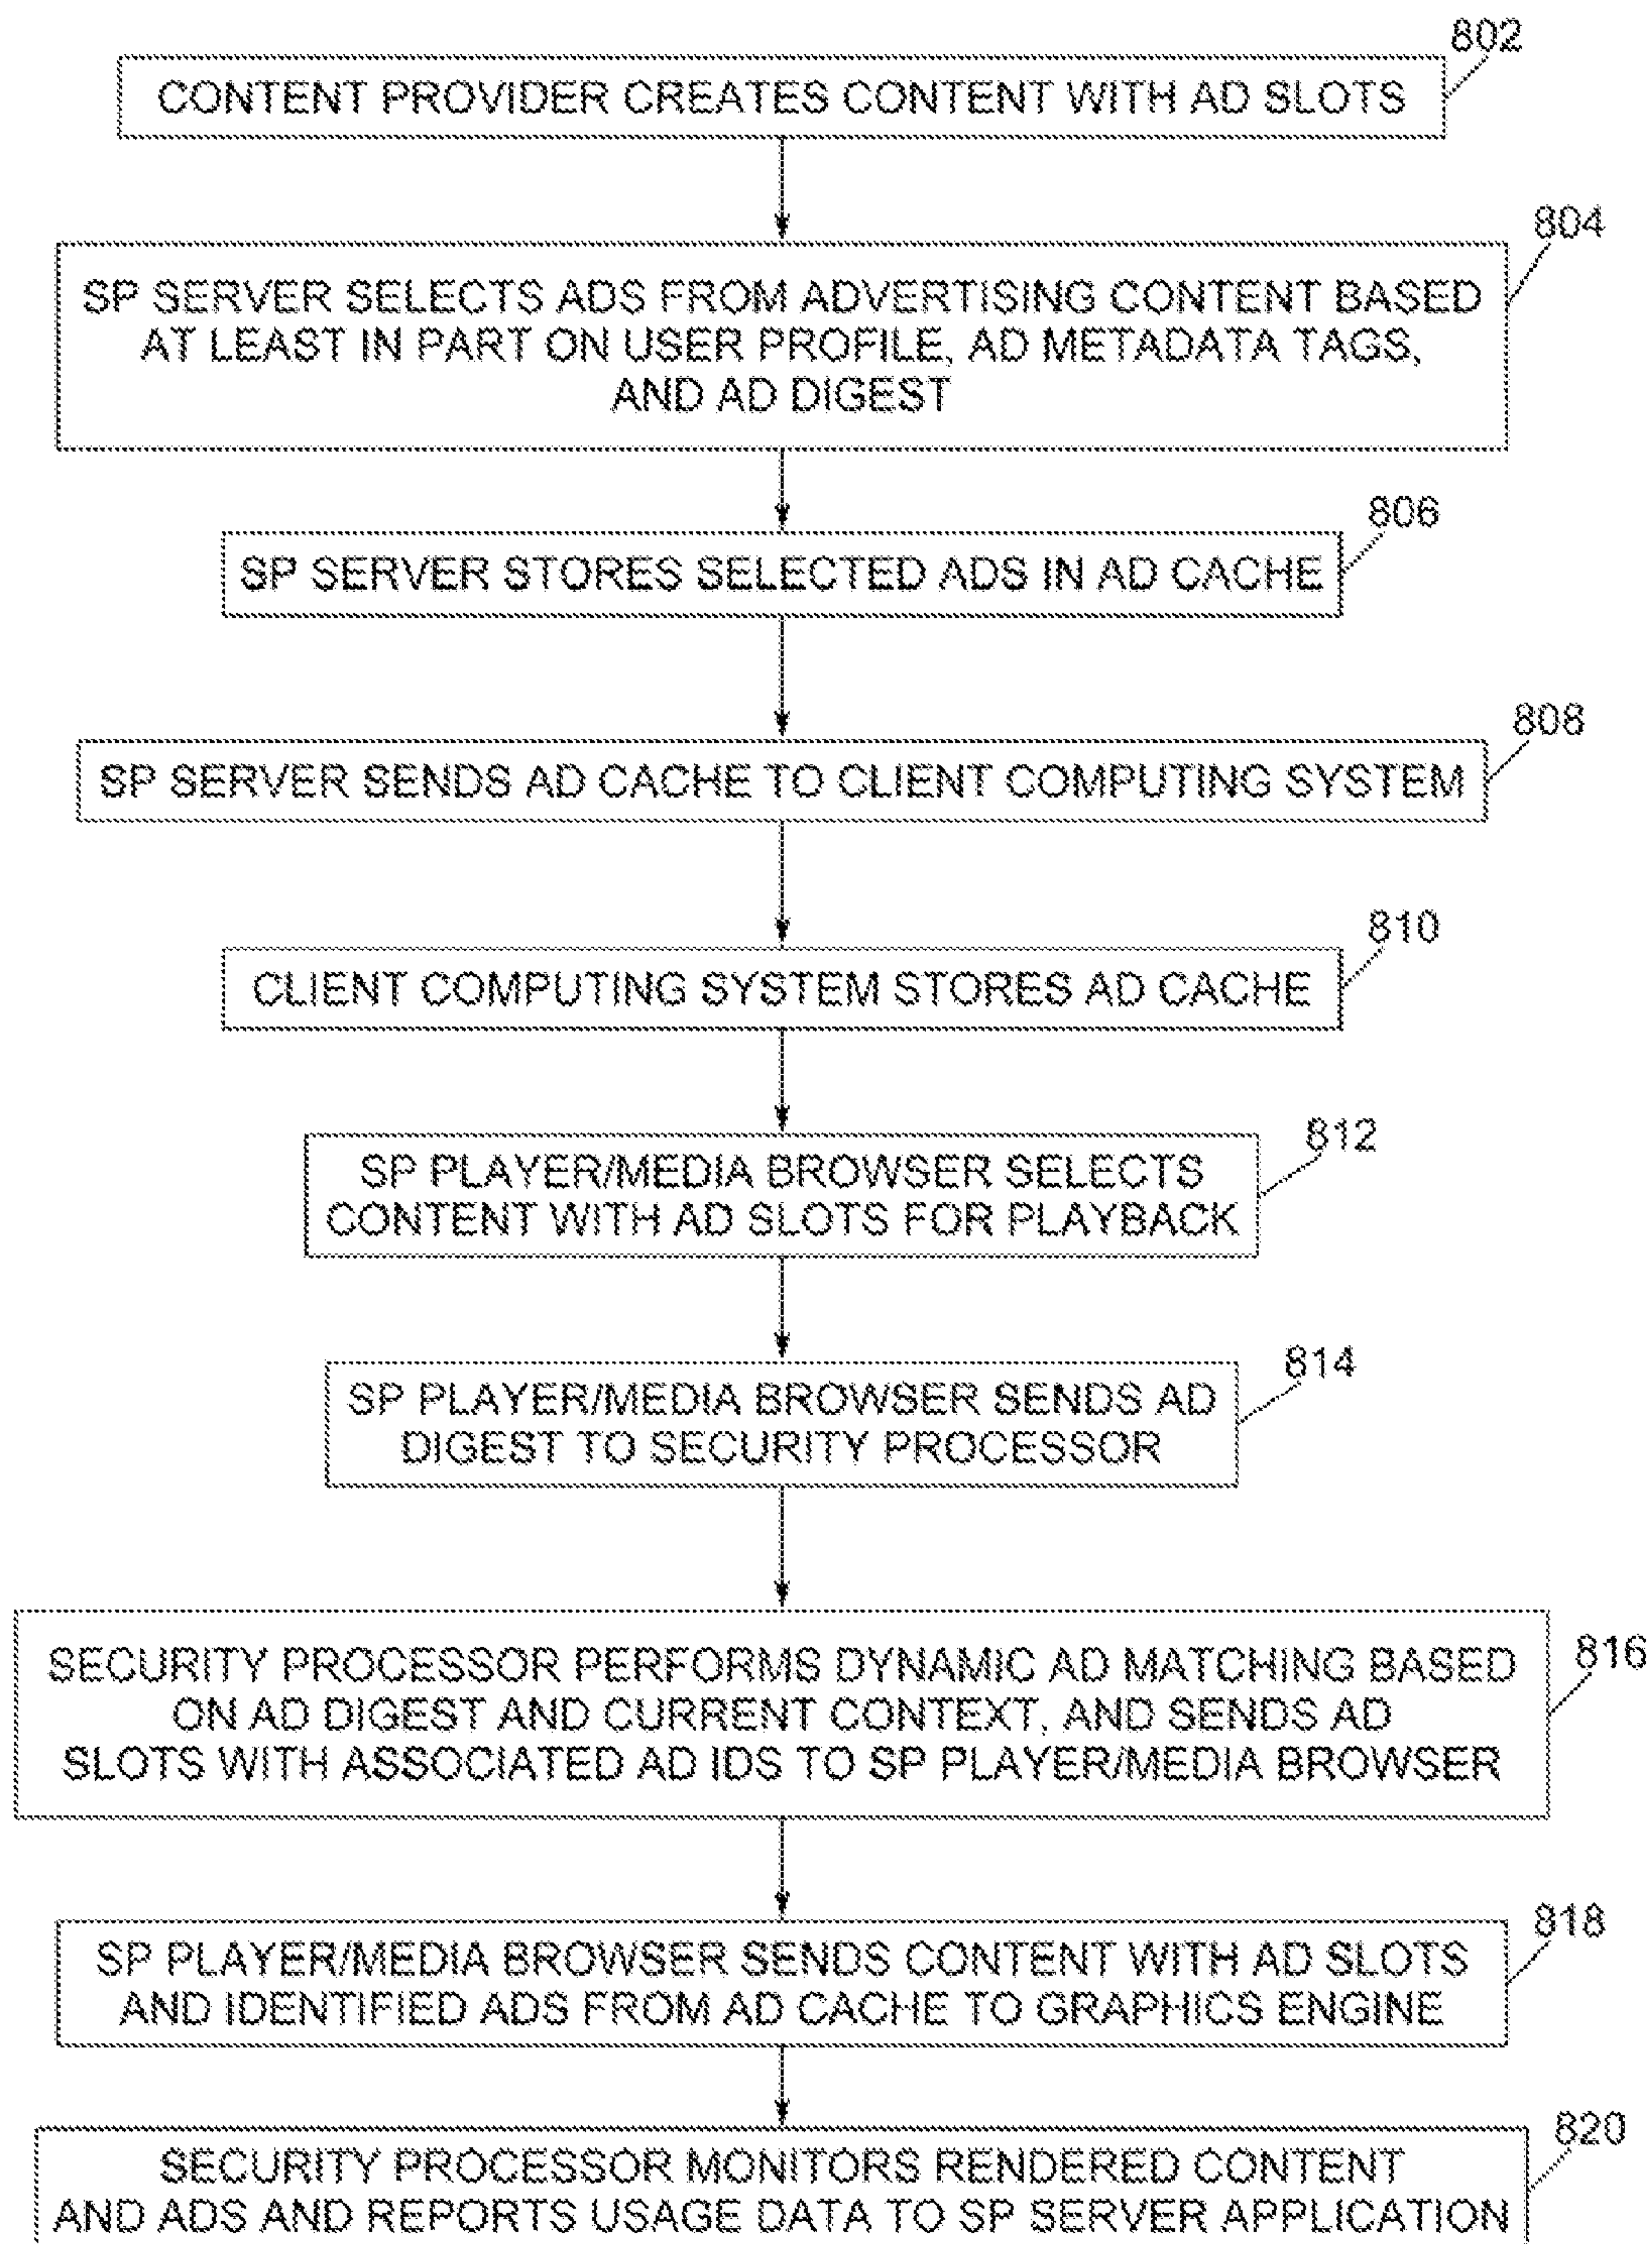 802
CONTENT PROVIDER CREATES CONTENT WITH AD SLOTS
804
SP SERVER SELECTS ADS FROM ADVERTISING CONTENT BASED
AT LEAST IN PART ON USER PROFILE, AD METADATA TAGS,
AND AD DIGEST
806
SP SERVER STORES SELECTED ADS IN AD CACHE
808
SP SERVER SENDS AD CACHE TO CLIENT COMPUTING SYSTEM
810
CLIENT COMPUTING SYSTEM STORES AD CACHE
812
SP PLAYER/MEDIA BROWSER SELECTS
CONTENT WITH AD SLOTS FOR PLAYBACK
814
SP PLAYER/MEDIA BROWSER SENDS AD
DIGEST TO SECURITY PROCESSOR
816
SECURITY PROCESSOR PERFORMS DYNAMIC AD MATCHING BASED
ON AD DIGEST AND CURRENT CONTEXT, AND SENDS AD
SLOTS WITH ASSOCIATED AD IDS TO SP PLAYER/MEDIA BROWSER
818
SP PLAYER/MEDIA BROWSER SENDS CONTENT WITH AD SLOTS
AND IDENTIFIED ADS FROM AD CACHE TO GRAPHICS ENGINE
820
SECURITY PROCESSOR MONITORS RENDERED CONTENT
AND ADS AND REPORTS USAGE DATA TO SP SERVER APPLICATION